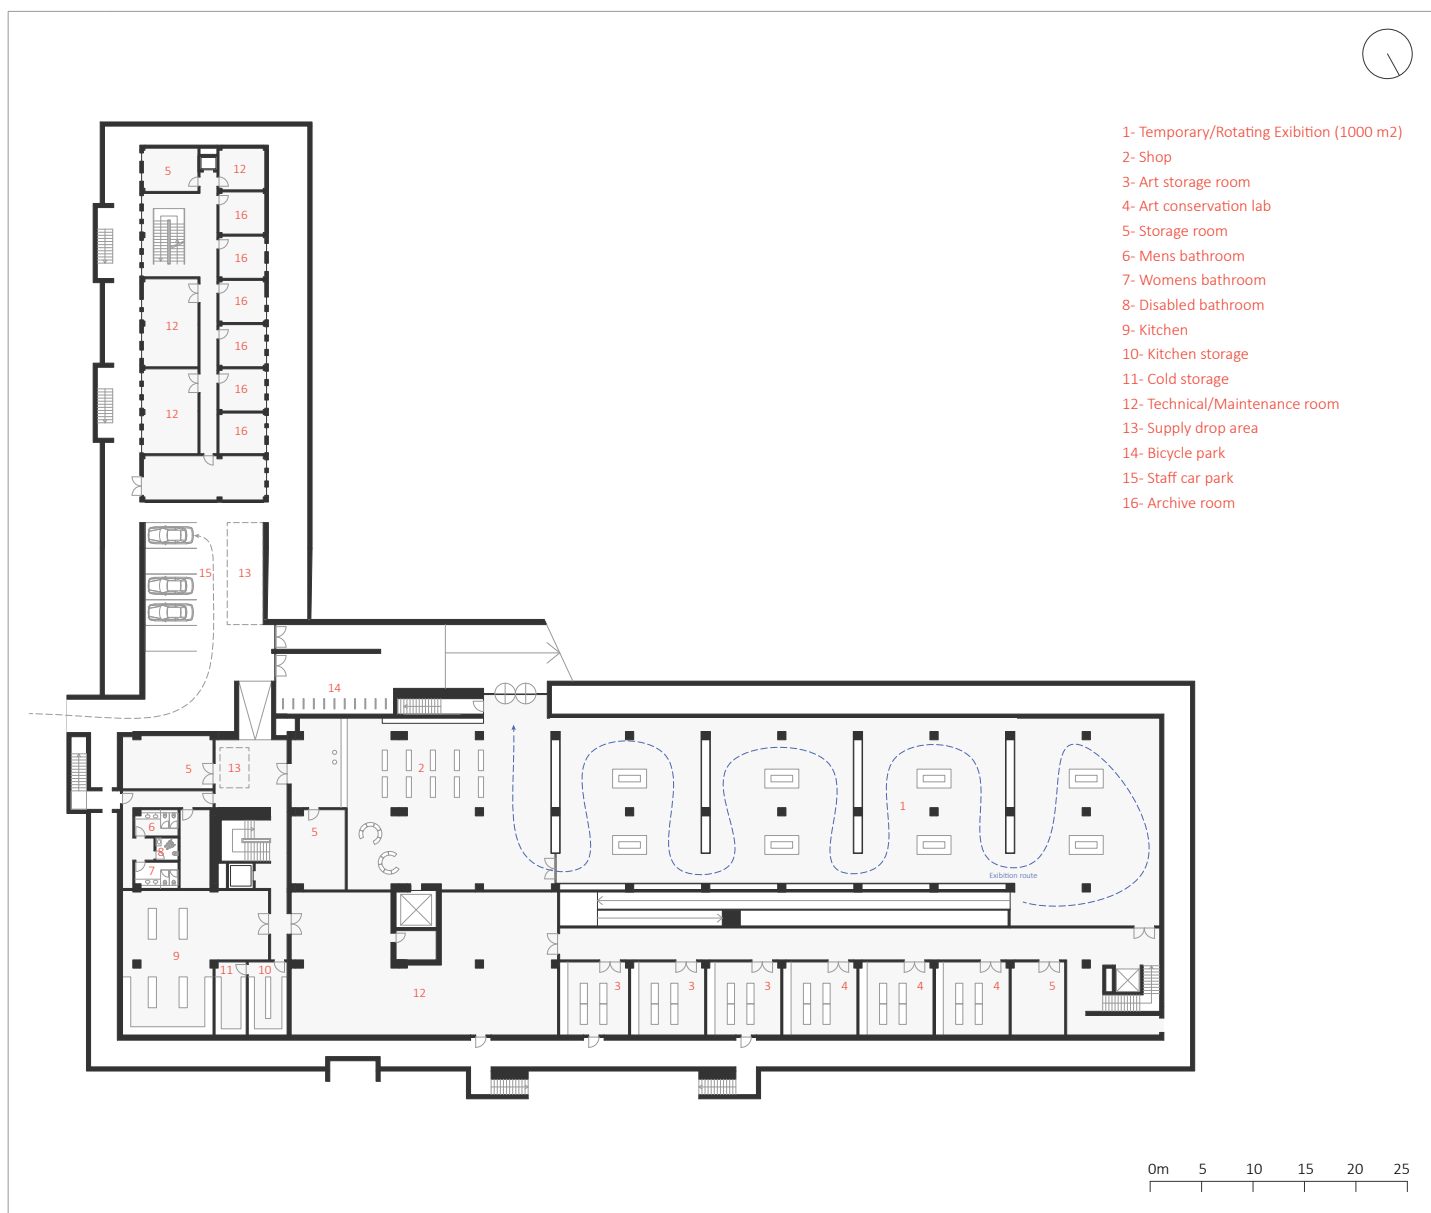 1- Temporary/Rotating Exibition (1000 m2)
2- Shop
3- Art storage room
4- Art conservation lab
5- Storage room
6- Mens bathroom
7- Womens bathroom
8- Disabled bathroom
9- Kitchen
10- Kitchen storage
11- Cold storage
12- Technical/Maintenance room
13- Supply drop area
14- Bicycle park
15- Staff car park
16- Archive room
5
12
16
16
16
12
16
16
12
16
15
13
14
5
13
2
1
6
5
8
7
Exibition route
9
11
10
12
3
3
3
4
4
4
5
0m 5 10 15 20 25